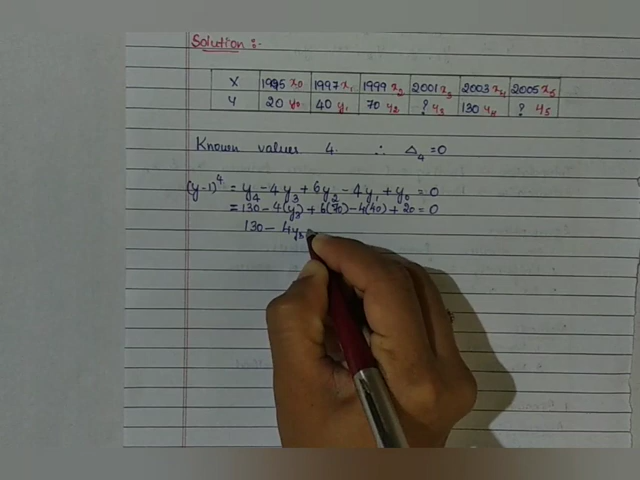 Solution :-
X 1995 x₀ 1997 x₁ 1999 x₂ 2001 x₃ 2003 x₄ 2005 x₅
Y 20 y₀ 40 y₁ 70 y₂ ? y₃ 130 y₄ ? y₅
Known values 4. ∴ Δ₄ = 0
(y-1)⁴ = y₄ - 4y₃ + 6y₂ - 4y₁ + y₀ = 0
= 130 - 4(y₃) + 6(70) - 4(40) + 20 = 0
130 - 4y₃